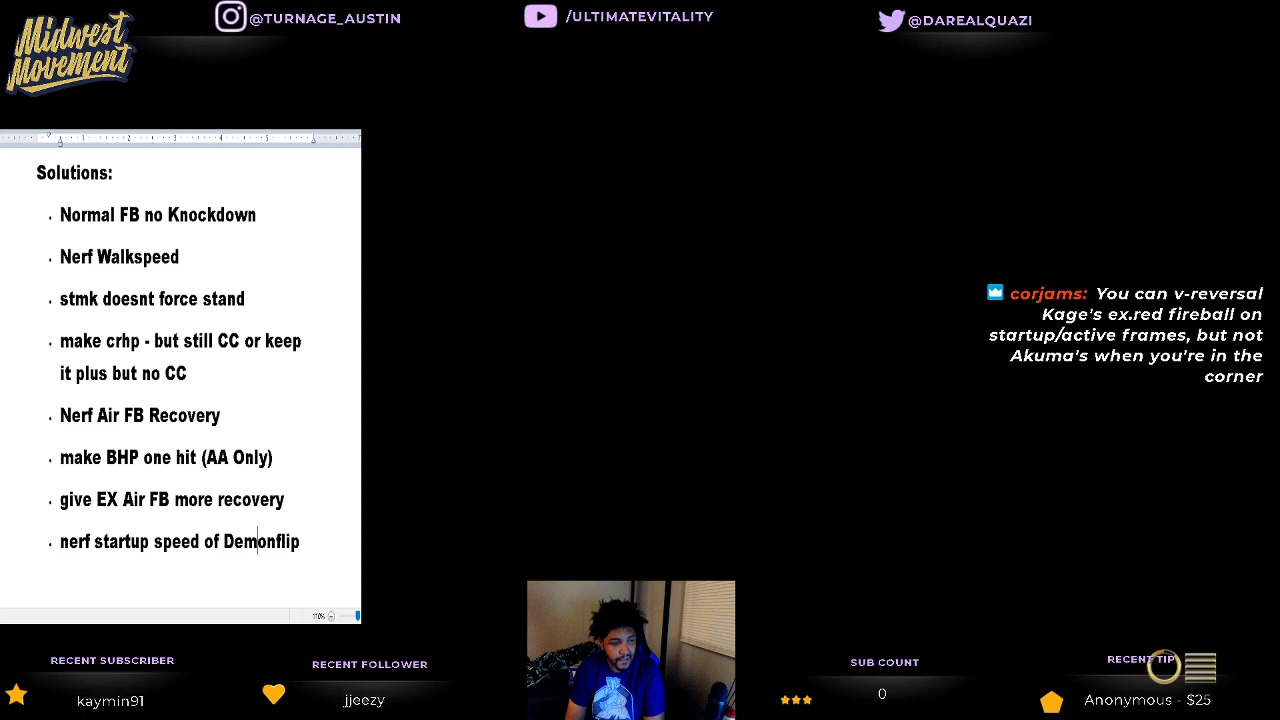 Midwest
Movement
@TURNAGE_AUSTIN
/ULTIMATEVITALITY
@DAREALQUAZI
Solutions:
Normal FB no Knockdown
Nerf Walkspeed
stmk doesnt force stand
make crhp - but still CC or keep
it plus but no CC
Nerf Air FB Recovery
make BHP one hit (AA Only)
give EX Air FB more recovery
nerf startup speed of Demonflip
110%
corjams: You can v-reversal
Kage's ex.red fireball on
startup/active frames, but not
Akuma's when you're in the
corner
RECENT SUBSCRIBER
kaymin91
RECENT FOLLOWER
jjeezy
SUB COUNT
0
RECENT TIP
Anonymous - $25